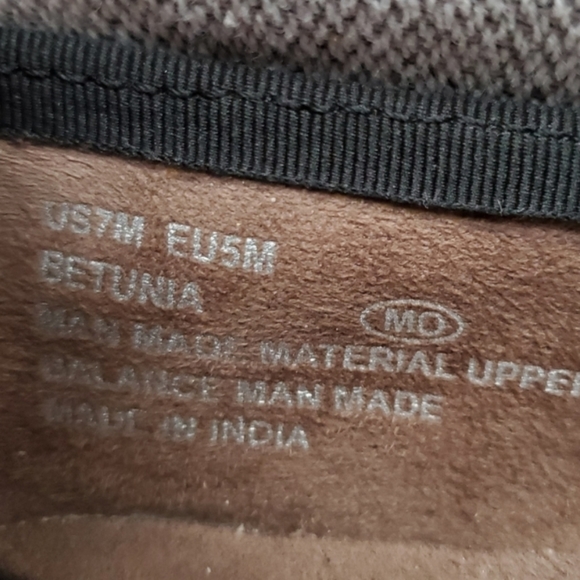 US7M EU5M
BETUNIA
MO
MAN MADE MATERIAL UPPER
BALANCE MAN MADE
MADE IN INDIA